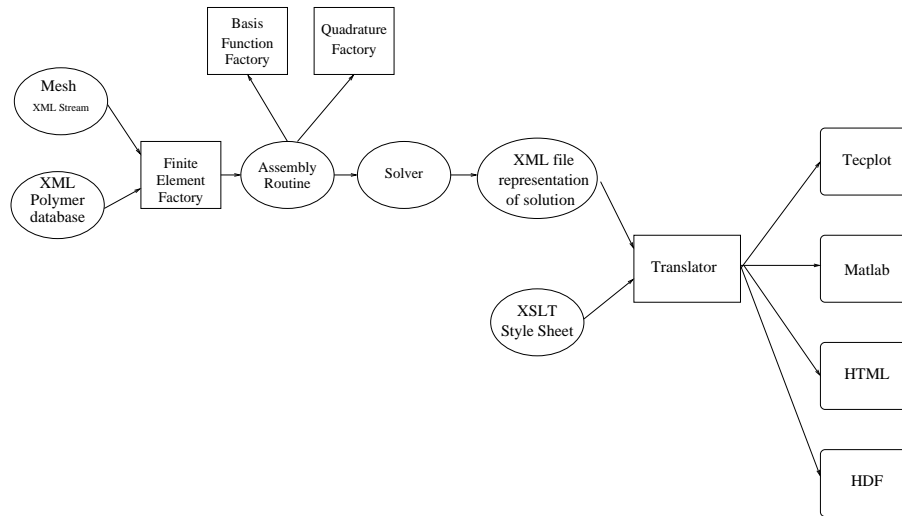 Basis
Function
Factory
Quadrature
Factory
Mesh
XML Stream
XML
Polymer
database
Finite
Element
Factory
Assembly
Routine
Solver
XML file
representation
of solution
XSLT
Style Sheet
Translator
Tecplot
Matlab
HTML
HDF